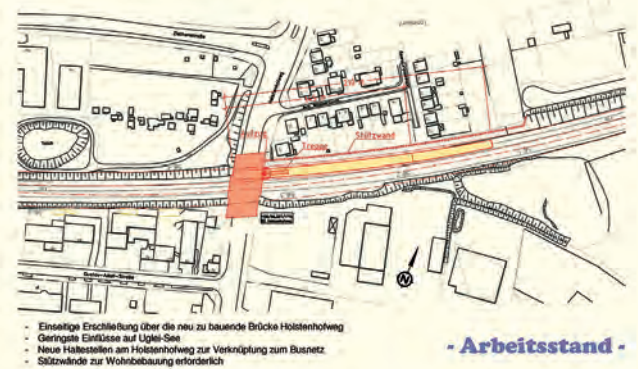 Aufzug
Treppe
Stützwand
- Einseitige Erschließung über die neu zu bauende Brücke Holstenhofweg
- Geringste Einflüsse auf Uglei-See
- Neue Haltestellen am Holstenhofweg zur Verknüpfung zum Busnetz
- Stützwände zur Wohnbebauung erforderlich
- Arbeitsstand -